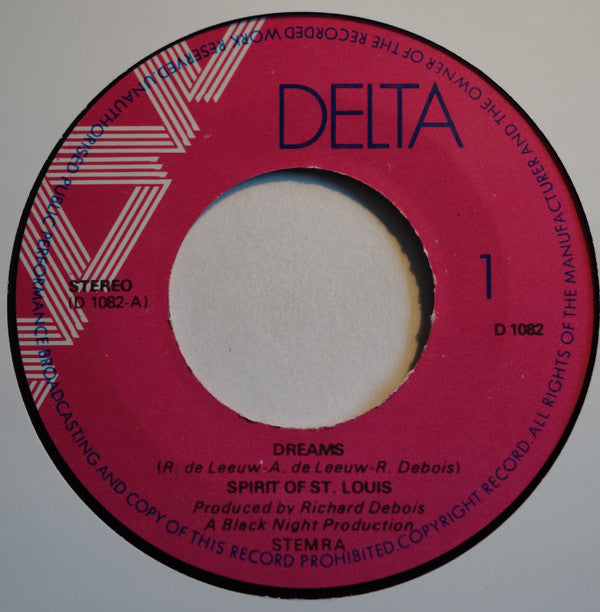 DELTA
1
STEREO
(D 1082-A)
D 1082
DREAMS
(R. de Leeuw-A. de Leeuw-R. Debois)
SPIRIT OF ST. LOUIS
Produced by Richard Debois
A Black Night Production
STEMRA
ALL RIGHTS OF THE MANUFACTURER AND THE OWNER OF THE RECORDED WORK RESERVED.UNAUTHORISED PUBLIC PERFORMANCE BROADCASTING AND COPY OF THIS RECORD PROHIBITED.COPYRIGHT RECORD.